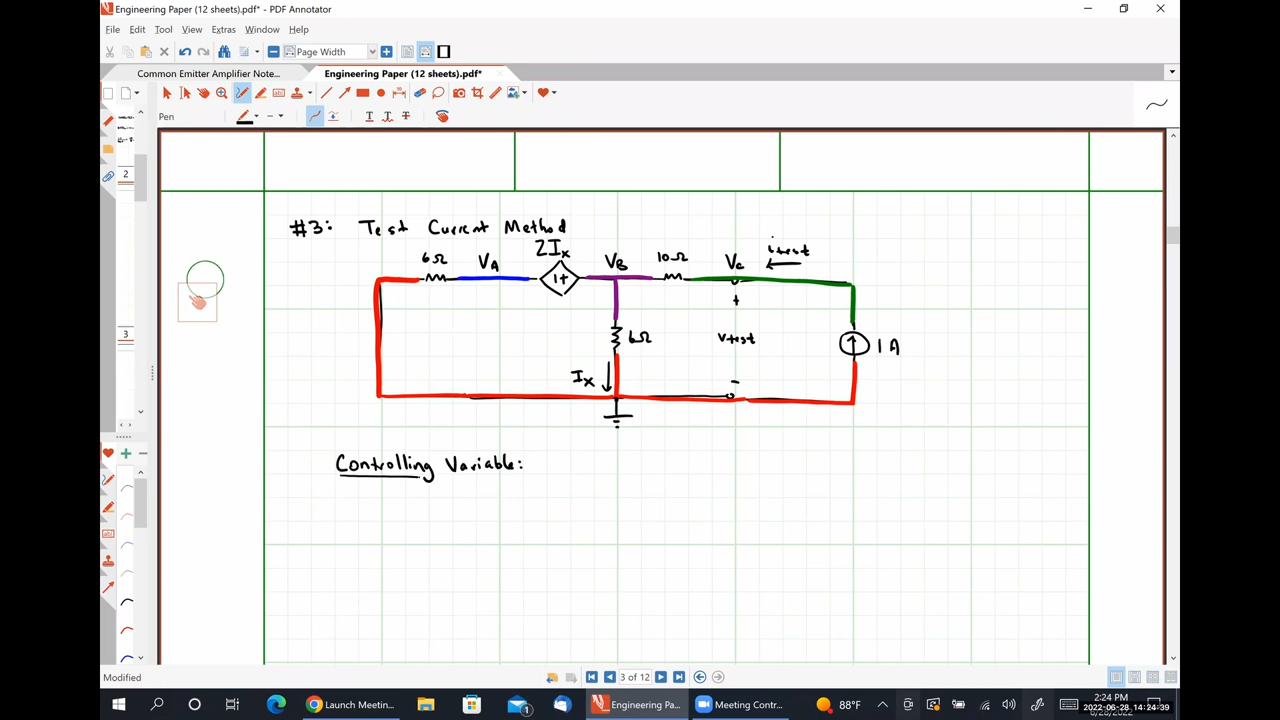 Engineering Paper (12 sheets).pdf* - PDF Annotator
File Edit Tool View Extras Window Help
Page Width
Common Emitter Amplifier Note... Engineering Paper (12 sheets).pdf*
Pen
2
3
#3: Test Current Method
2Ix
6Ω VA VB 10Ω Vc itest
1+
+
6Ω vtest 1A
Ix -
Controlling Variable:
Modified 3 of 12
Launch Meetin... Engineering Pa... Meeting Contr... 88°F 2:24 PM
2022-06-28 14:24:39